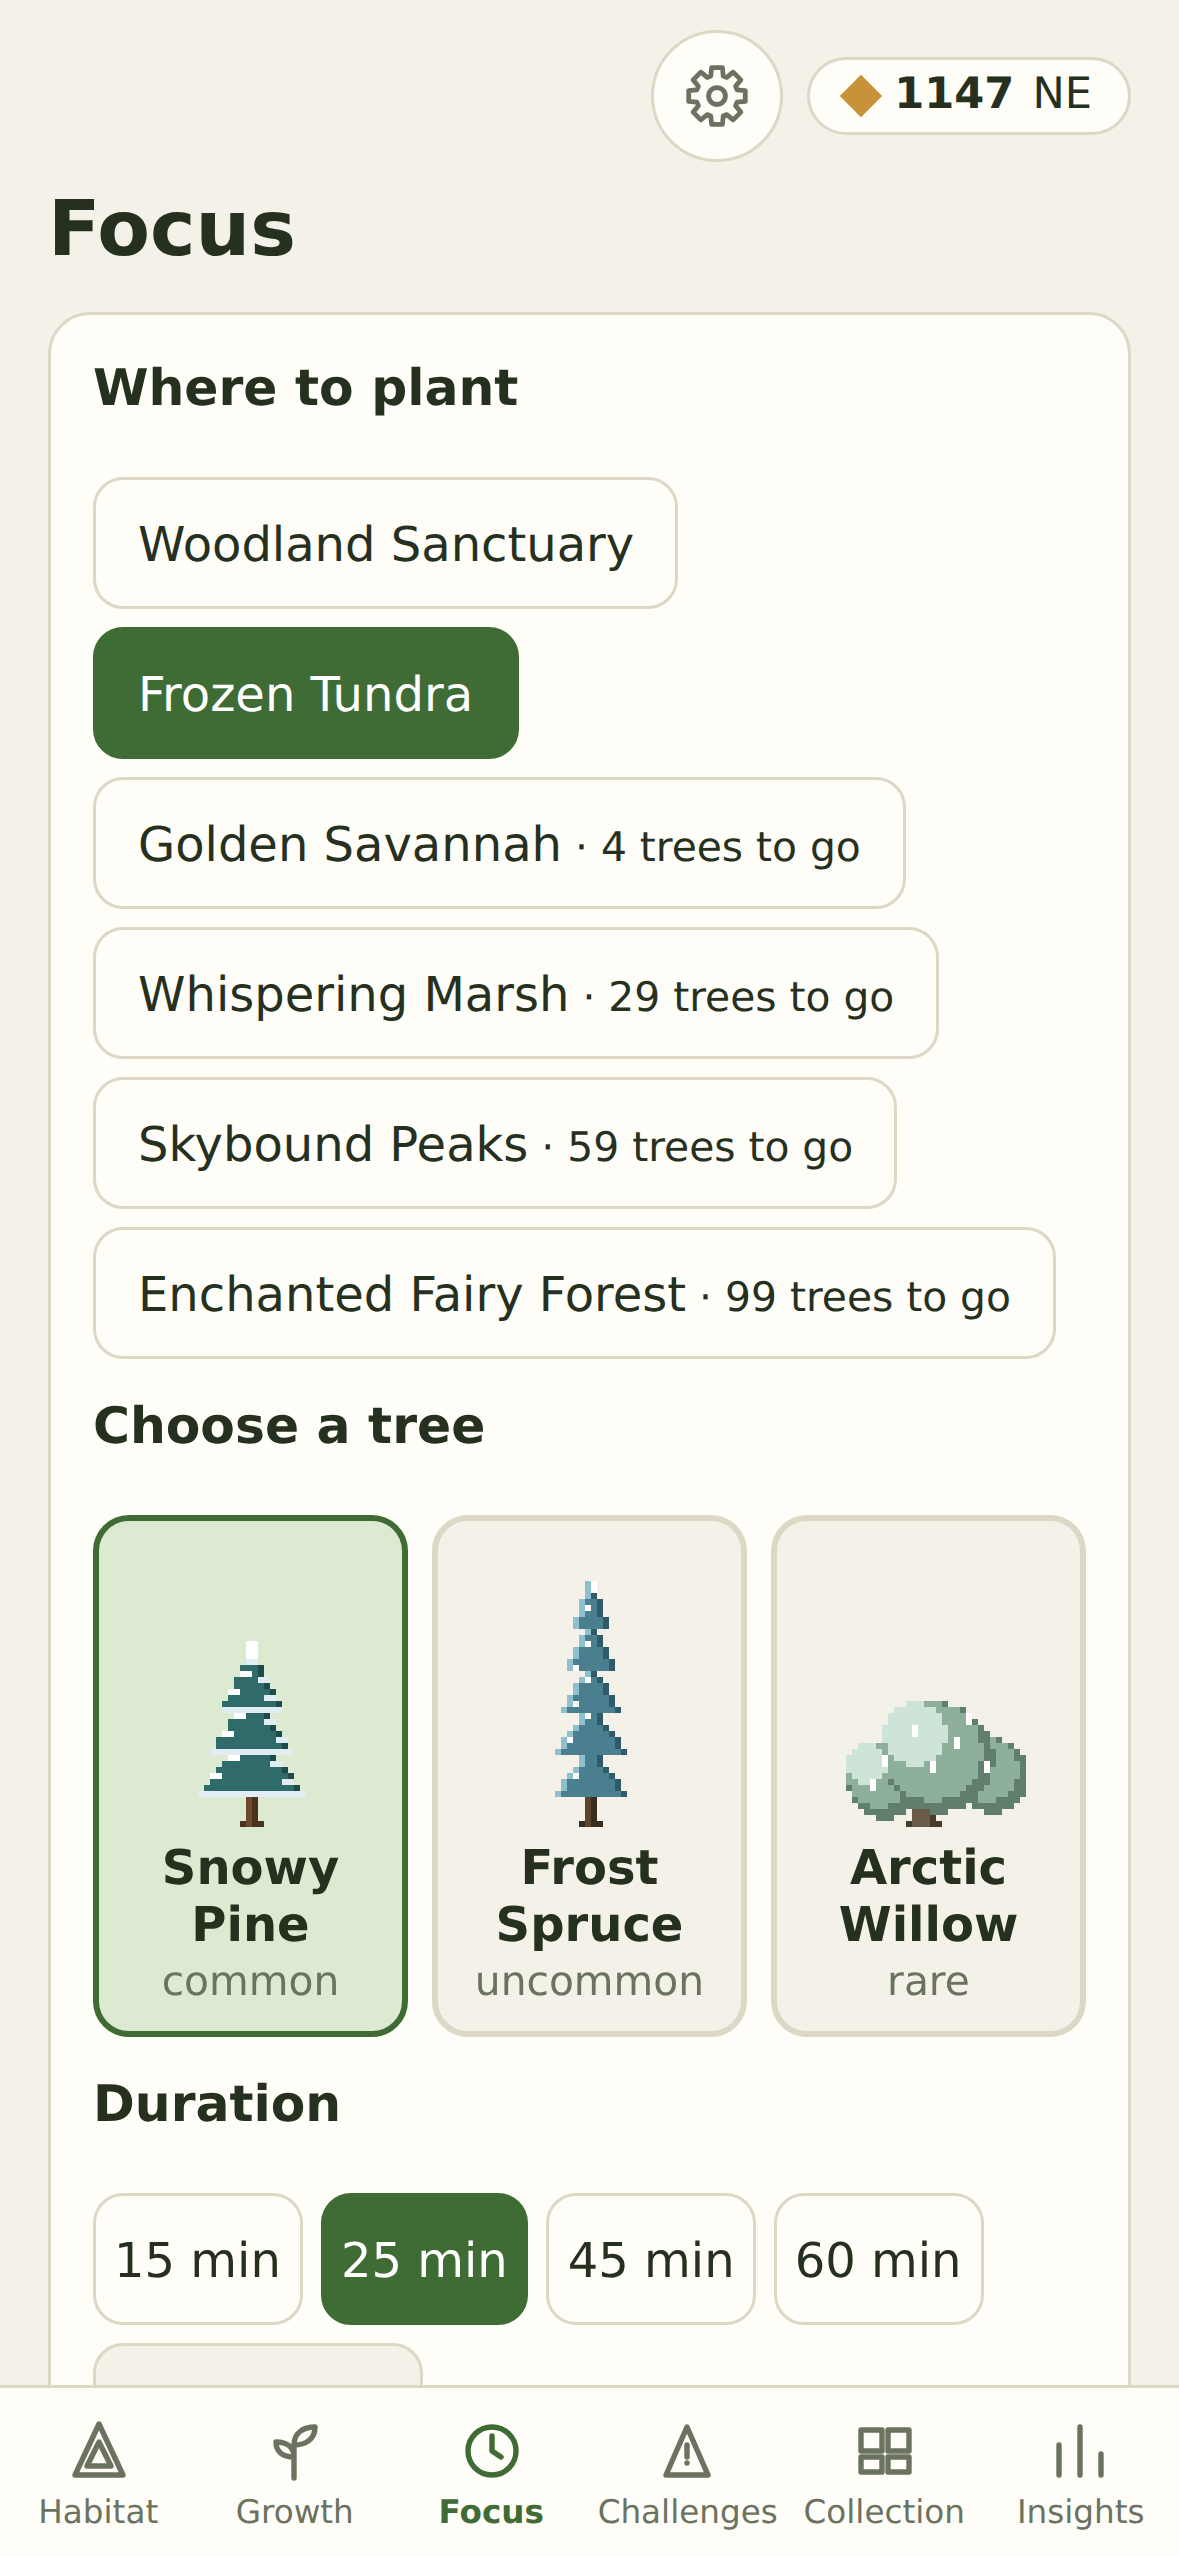 1147 NE
Focus
Where to plant
Woodland Sanctuary
Frozen Tundra
Golden Savannah · 4 trees to go
Whispering Marsh · 29 trees to go
Skybound Peaks · 59 trees to go
Enchanted Fairy Forest · 99 trees to go
Choose a tree
Snowy
Pine
common
Frost
Spruce
uncommon
Arctic
Willow
rare
Duration
15 min
25 min
45 min
60 min
Habitat
Growth
Focus
Challenges
Collection
Insights